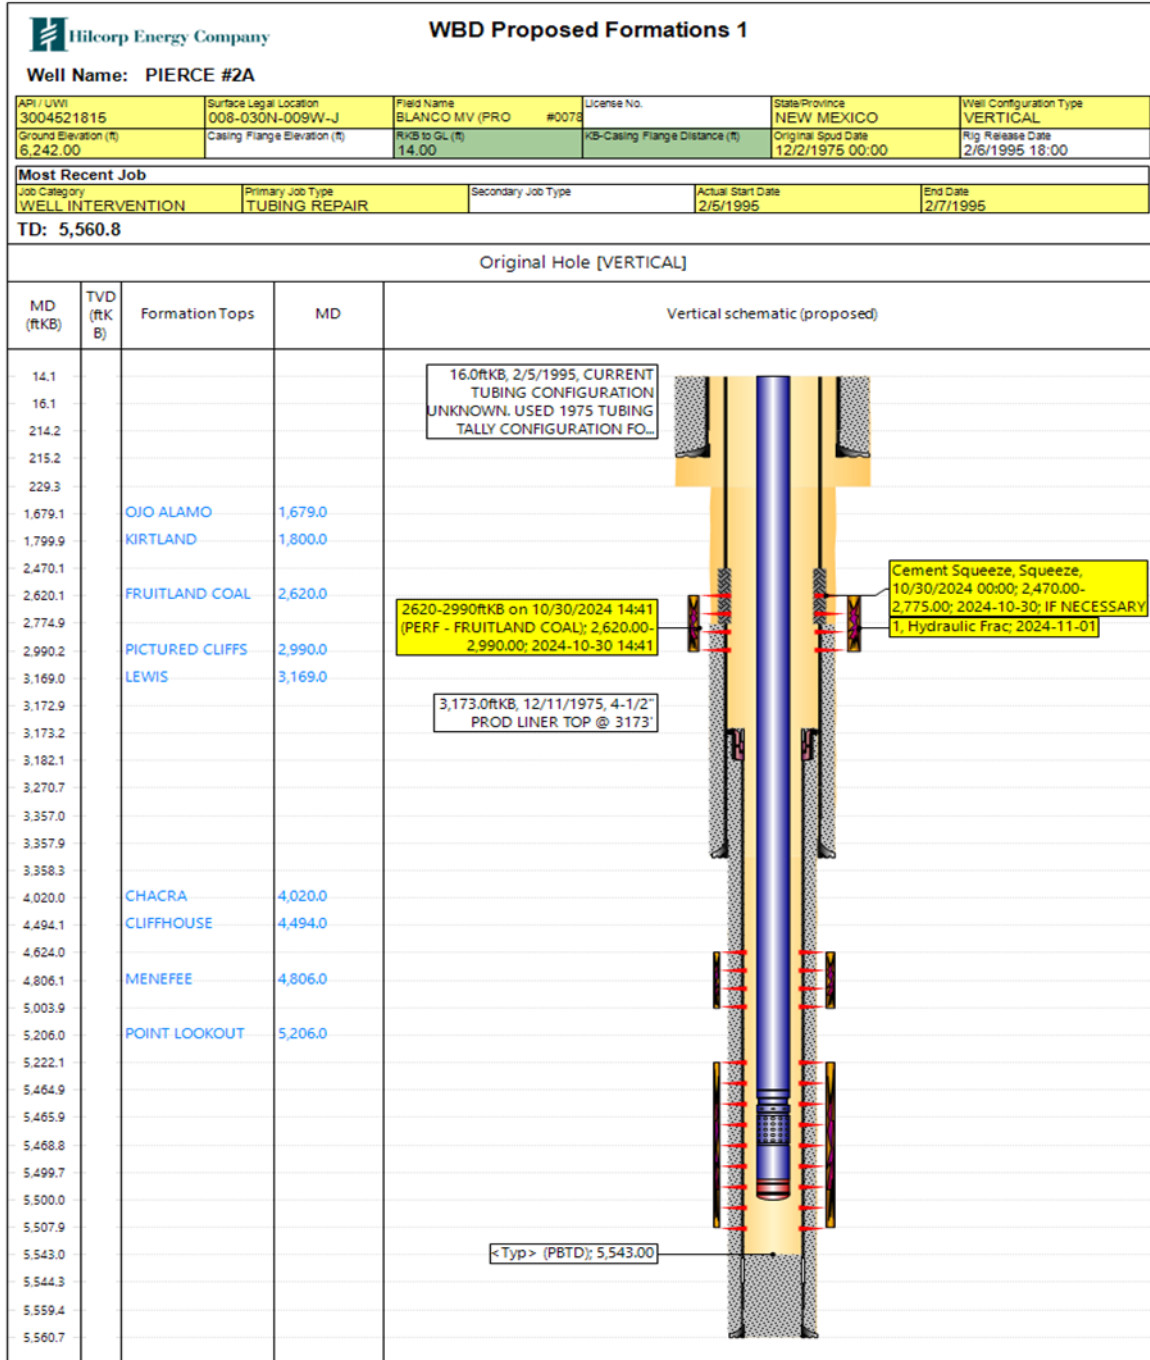 Hilcorp Energy Company
WBD Proposed Formations 1
Well Name: PIERCE #2A
API / UWI
3004521815
Surface Legal Location
008-030N-009W-J
Field Name
BLANCO MV (PRO #0078
License No.
State/Province
NEW MEXICO
Well Configuration Type
VERTICAL
Ground Elevation (ft)
6,242.00
Casing Flange Elevation (ft)
RKB to GL (ft)
14.00
KB-Casing Flange Distance (ft)
Original Spud Date
12/2/1975 00:00
Rig Release Date
2/6/1995 18:00
Most Recent Job
Job Category
WELL INTERVENTION
Primary Job Type
TUBING REPAIR
Secondary Job Type
Actual Start Date
2/5/1995
End Date
2/7/1995
TD: 5,560.8
Original Hole [VERTICAL]
MD
(ftKB)
TVD
(ftK
B)
Formation Tops
MD
Vertical schematic (proposed)
14.1
16.1
214.2
215.2
229.3
1,679.1 OJO ALAMO 1,679.0
1,799.9 KIRTLAND 1,800.0
2,470.1
2,620.1 FRUITLAND COAL 2,620.0
2,774.9
2,990.2 PICTURED CLIFFS 2,990.0
3,169.0 LEWIS 3,169.0
3,172.9
3,173.2
3,182.1
3,270.7
3,357.0
3,357.9
3,358.3
4,020.0 CHACRA 4,020.0
4,494.1 CLIFFHOUSE 4,494.0
4,624.0
4,806.1 MENEFEE 4,806.0
5,003.9
5,206.0 POINT LOOKOUT 5,206.0
5,222.1
5,464.9
5,465.9
5,468.8
5,499.7
5,500.0
5,507.9
5,543.0
5,544.3
5,559.4
5,560.7
16.0ftKB, 2/5/1995, CURRENT
TUBING CONFIGURATION
UNKNOWN. USED 1975 TUBING
TALLY CONFIGURATION FO...
Cement Squeeze, Squeeze,
10/30/2024 00:00; 2,470.00-
2,775.00; 2024-10-30; IF NECESSARY
2620-2990ftKB on 10/30/2024 14:41
(PERF - FRUITLAND COAL); 2,620.00-
2,990.00; 2024-10-30 14:41
1, Hydraulic Frac; 2024-11-01
3,173.0ftKB, 12/11/1975, 4-1/2"
PROD LINER TOP @ 3173'
<Typ> (PBTD); 5,543.00